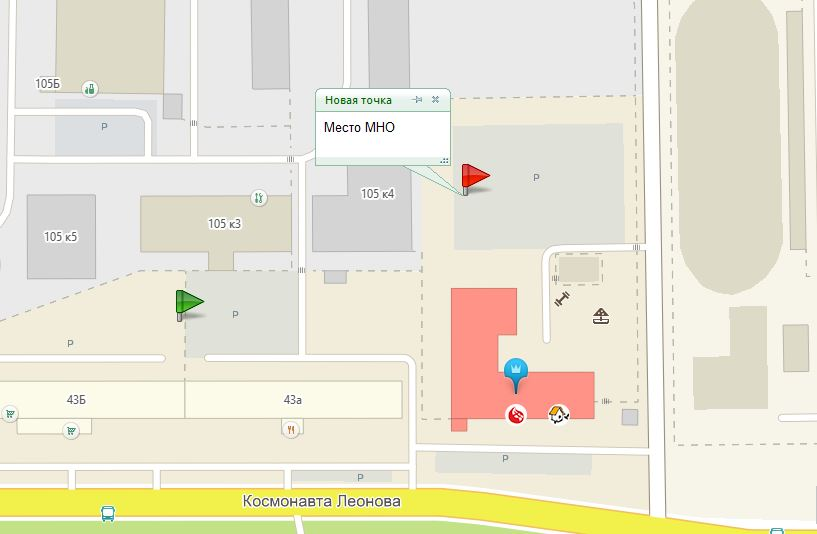 105Б
Р
Новая точка
Место МНО
Р
105 к5
105 к3
105 к4
Р
Р
43Б
43а
Р
Р
Космонавта Леонова